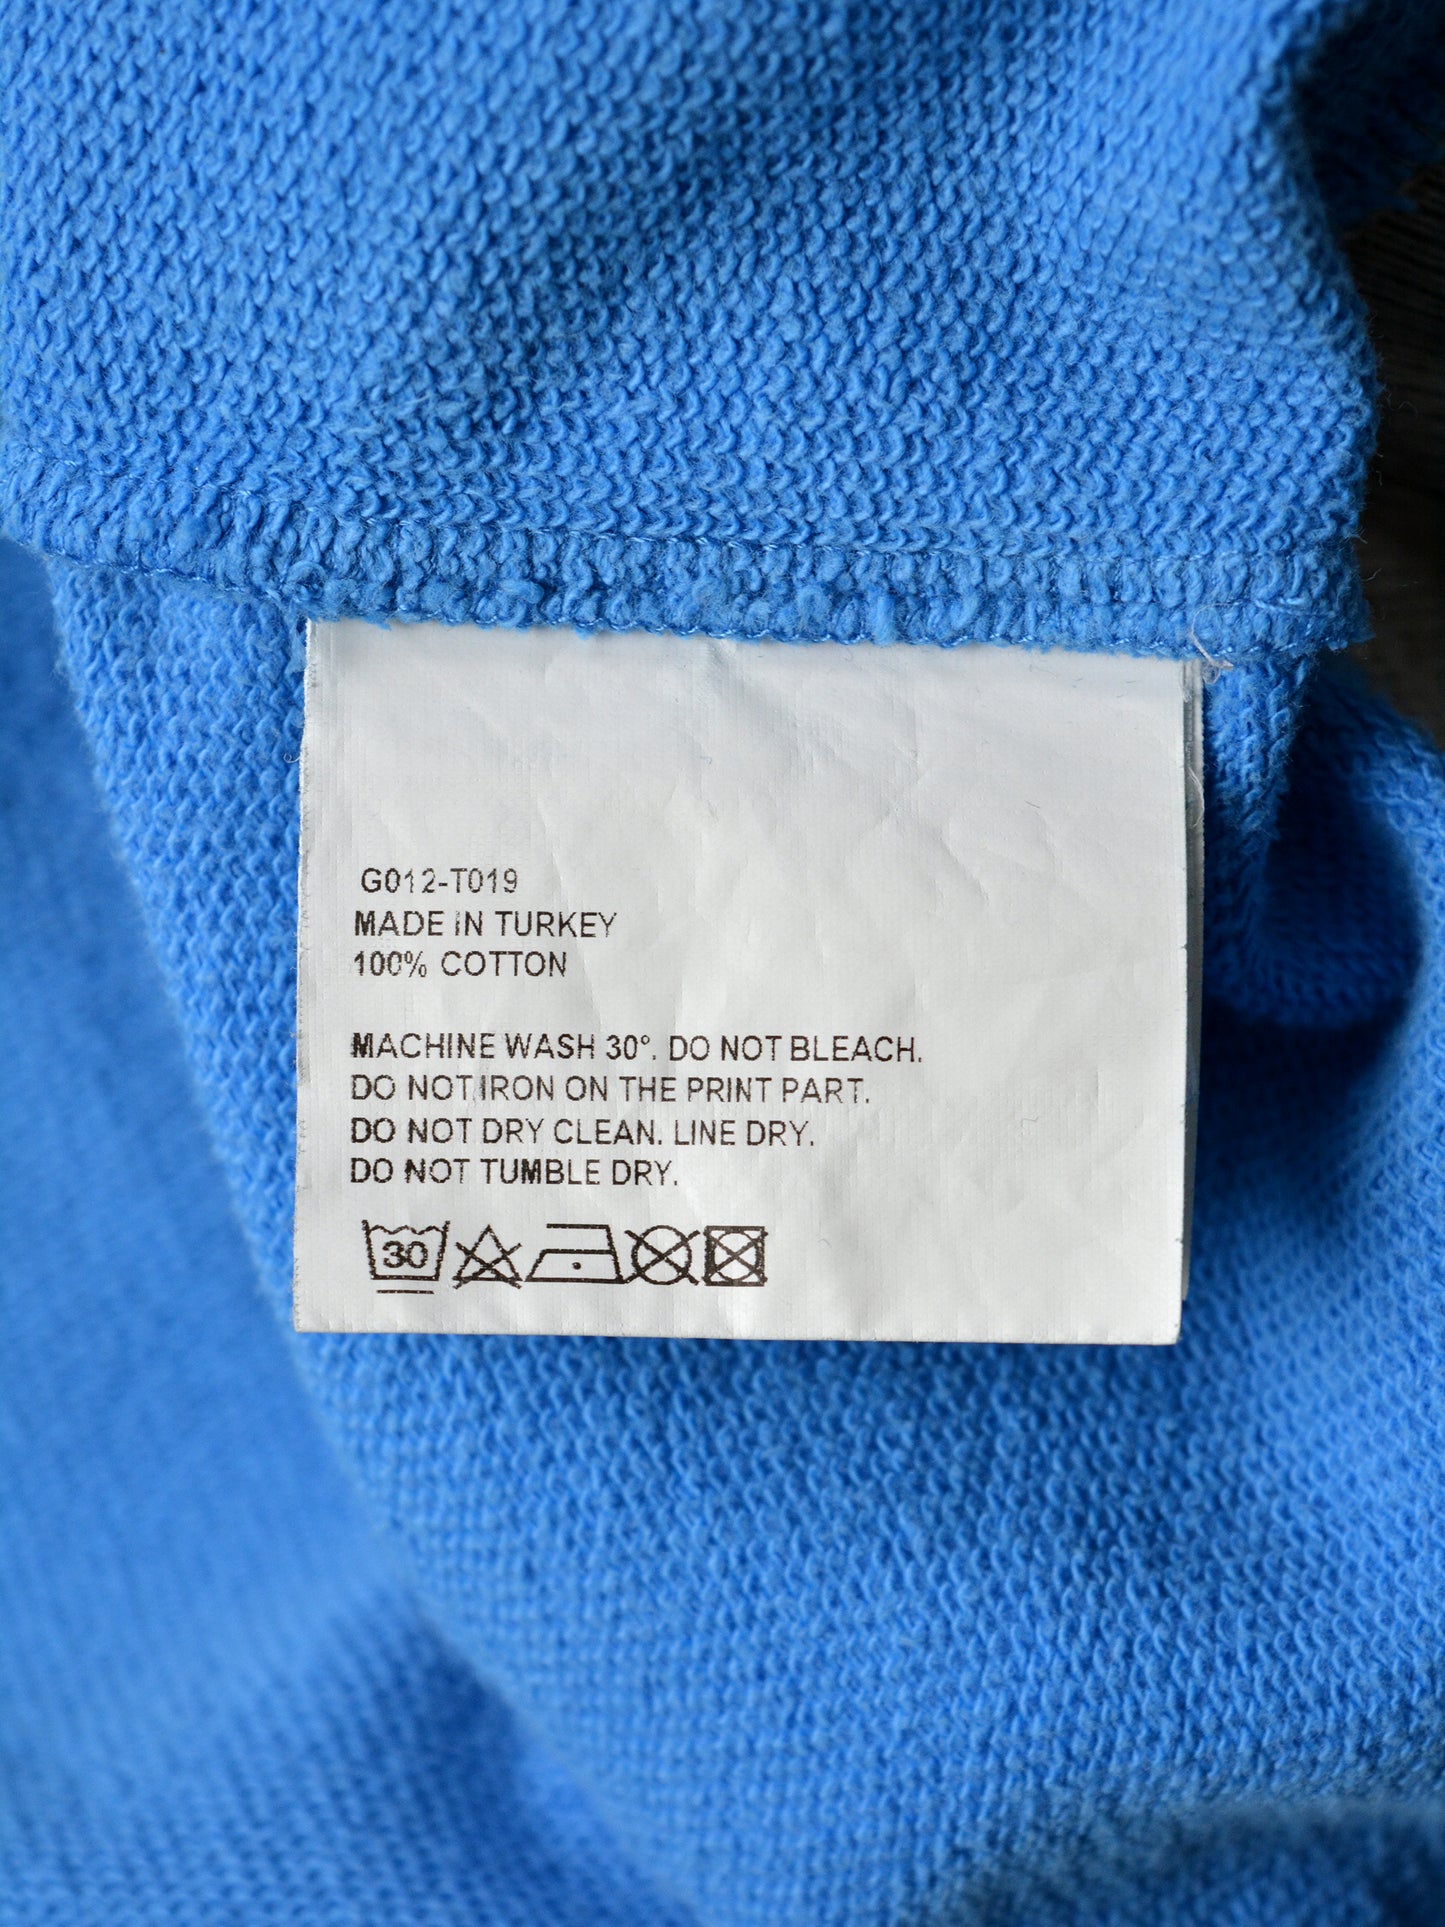 G012-T019
MADE IN TURKEY
100% COTTON
MACHINE WASH 30°. DO NOT BLEACH.
DO NOT IRON ON THE PRINT PART.
DO NOT DRY CLEAN. LINE DRY.
DO NOT TUMBLE DRY.
30